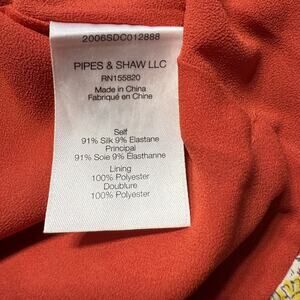 2006SDC012888
PIPES & SHAW LLC
RN155820
Made in China
Fabriqué en Chine
Self
91% Silk 9% Elastane
Principal
91% Soie 9% Elasthanne
Lining
100% Polyester
Doublure
100% Polyester